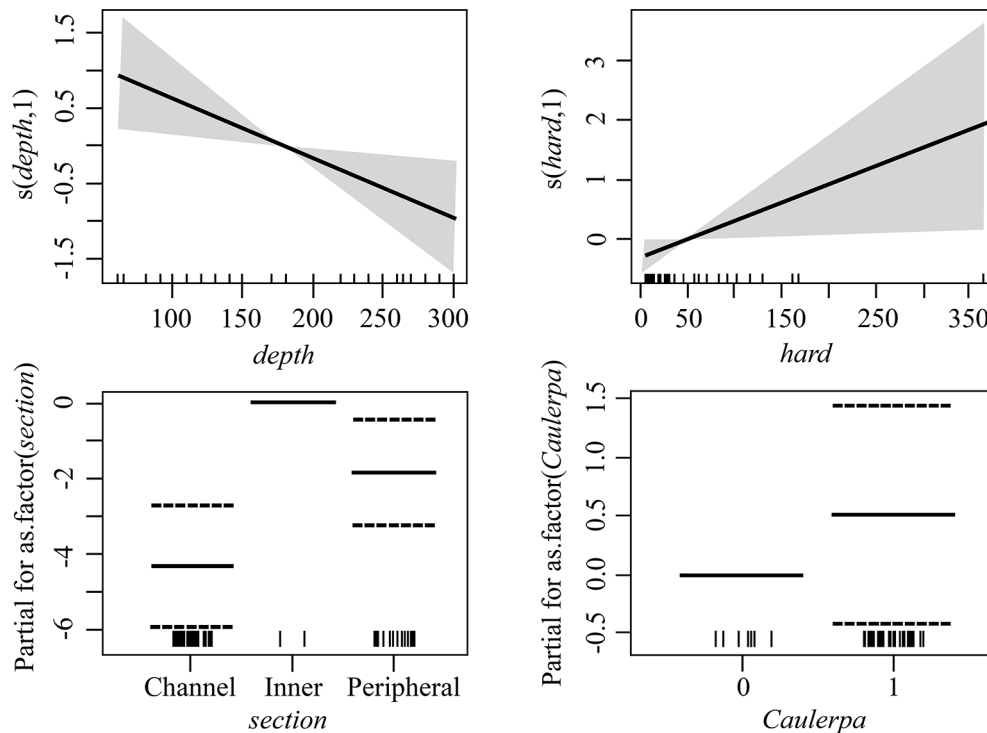 s(depth,1)
1.5
0.5
-0.5
-1.5
100 150 200 250 300
depth
s(hard,1)
3
2
1
0
0 50 150 250 350
hard
Partial for as.factor(section)
0
-2
-4
-6
Channel Inner Peripheral
section
Partial for as.factor(Caulerpa)
1.5
1.0
0.5
0.0
-0.5
0 1
Caulerpa